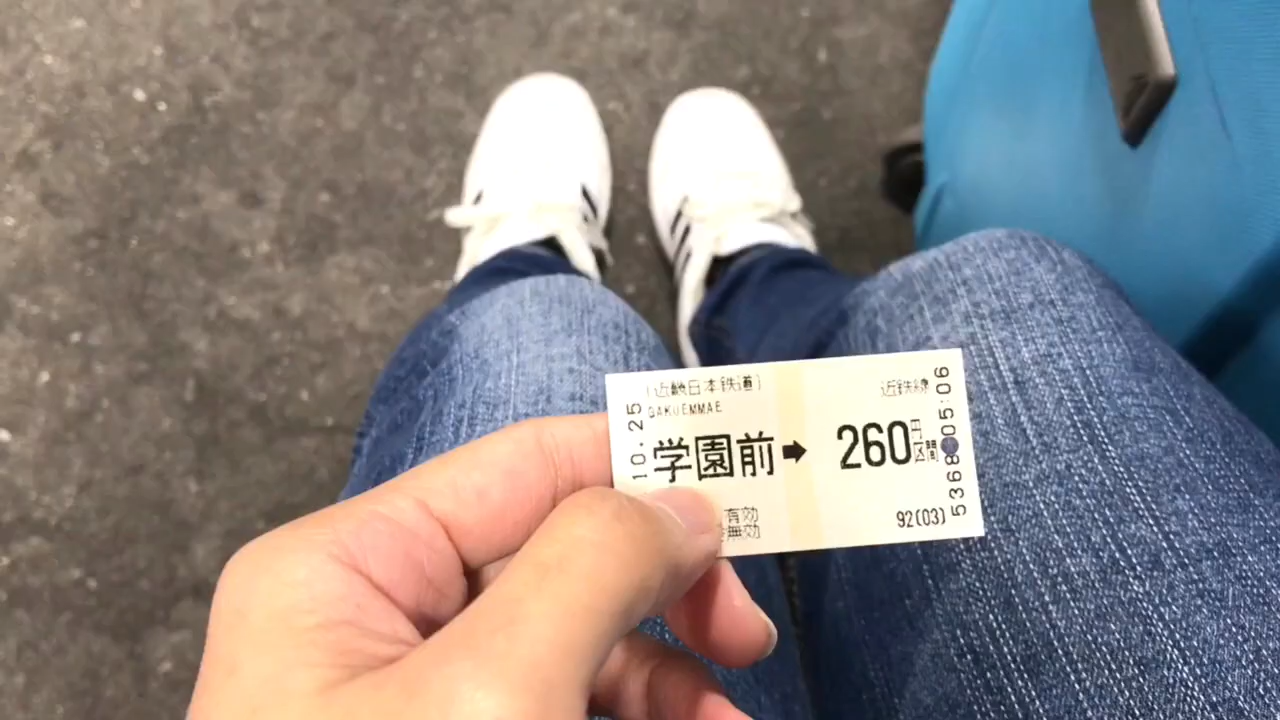 (近畿日本鉄道) 近鉄線
GAKUEMMAE
学園前➡ 260円区間
有効
無効
92(03)
10.25
5368 05:06